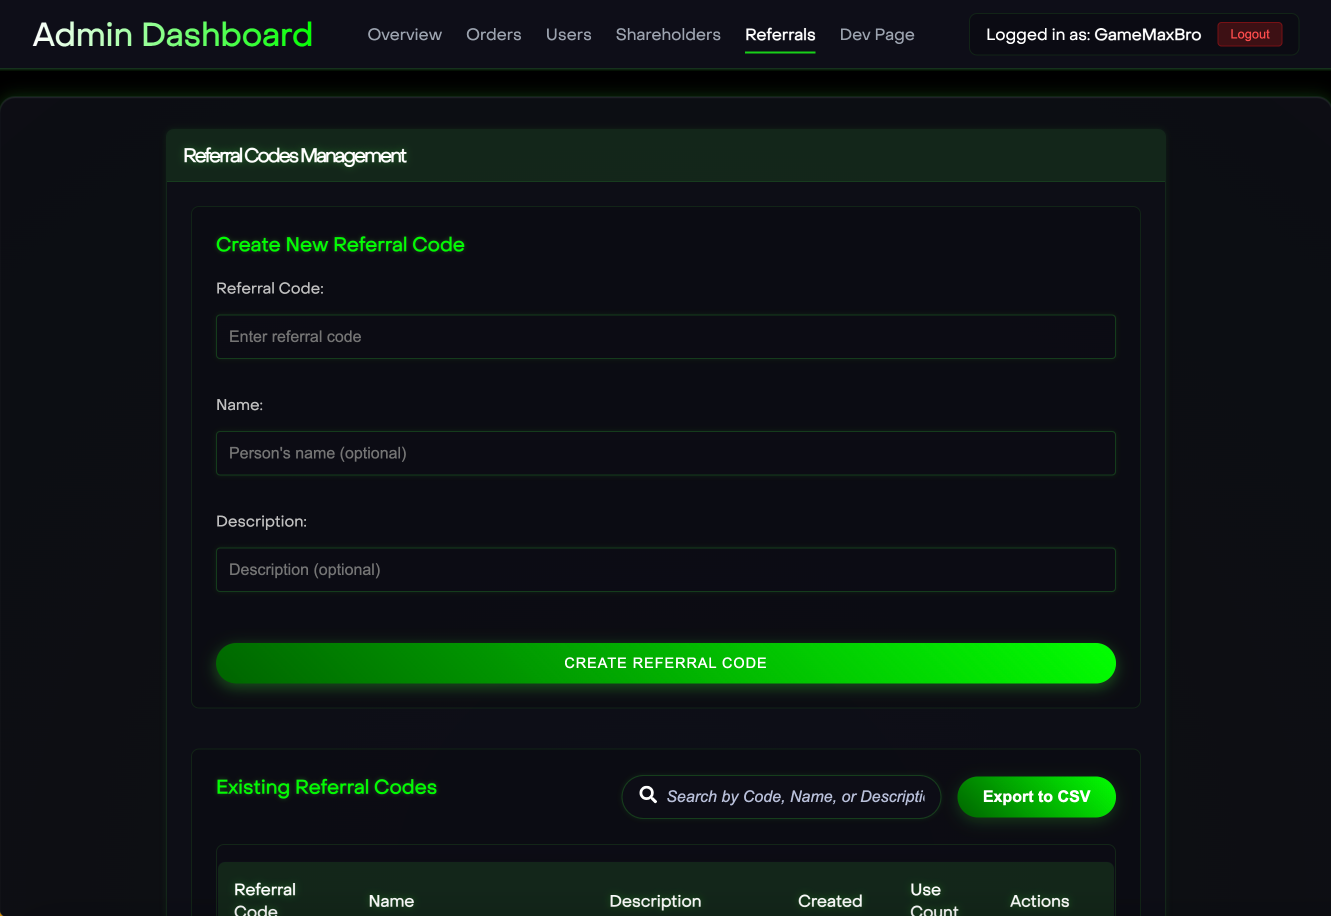 Admin Dashboard
Overview Orders Users Shareholders Referrals Dev Page
Logged in as: GameMaxBro Logout
Referral Codes Management
Create New Referral Code
Referral Code:
Enter referral code
Name:
Person's name (optional)
Description:
Description (optional)
CREATE REFERRAL CODE
Existing Referral Codes
Search by Code, Name, or Descripti
Export to CSV
Referral
Code
Name
Description
Created
Use
Count
Actions